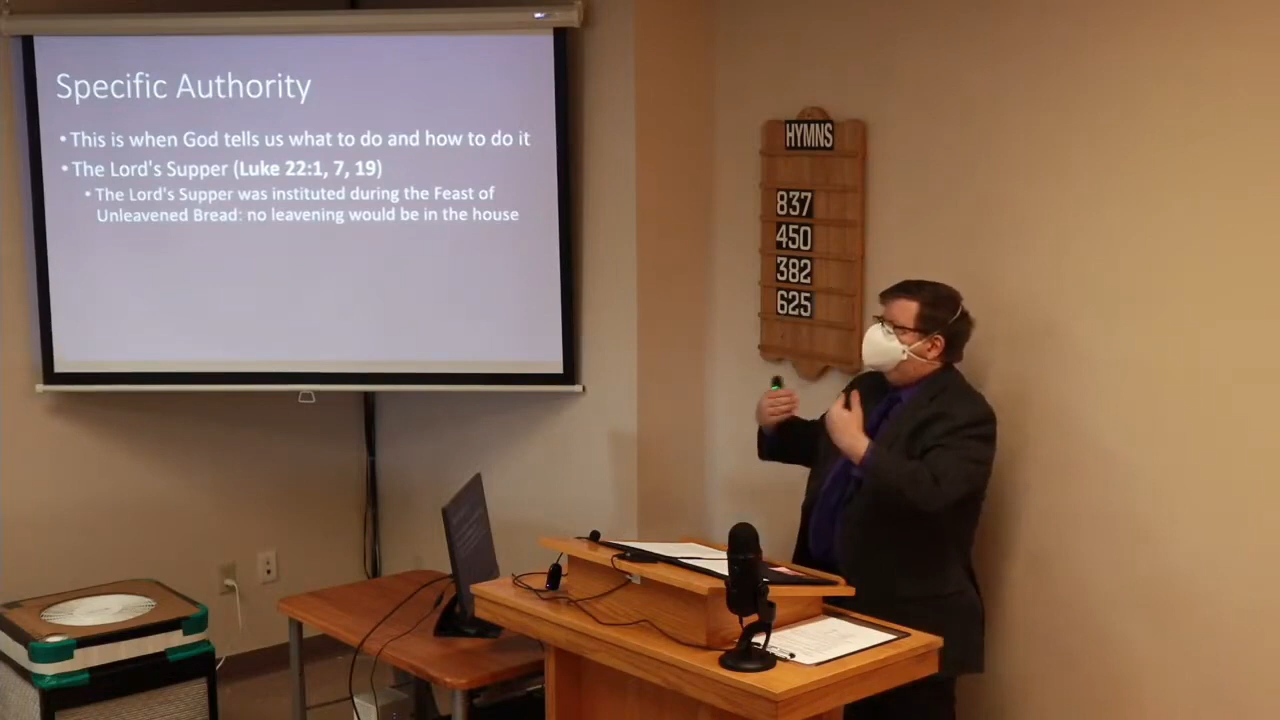 Specific Authority
• This is when God tells us what to do and how to do it
• The Lord's Supper (Luke 22:1, 7, 19)
• The Lord's Supper was instituted during the Feast of
Unleavened Bread: no leavening would be in the house
HYMNS
837
450
382
625